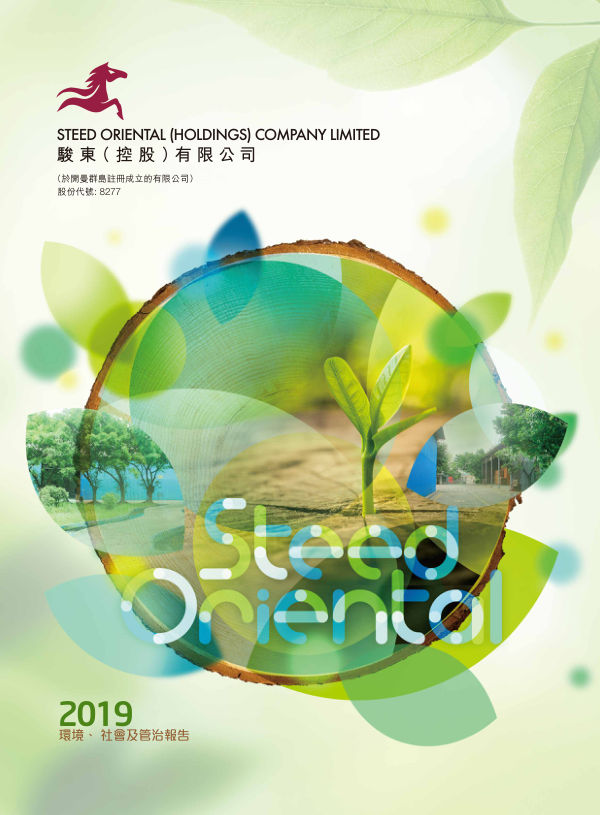 STEED ORIENTAL (HOLDINGS) COMPANY LIMITED
駿東（控股）有限公司
（於開曼群島註冊成立的有限公司）
股份代號: 8277
Steed
Oriental
2019
環境、社會及管治報告